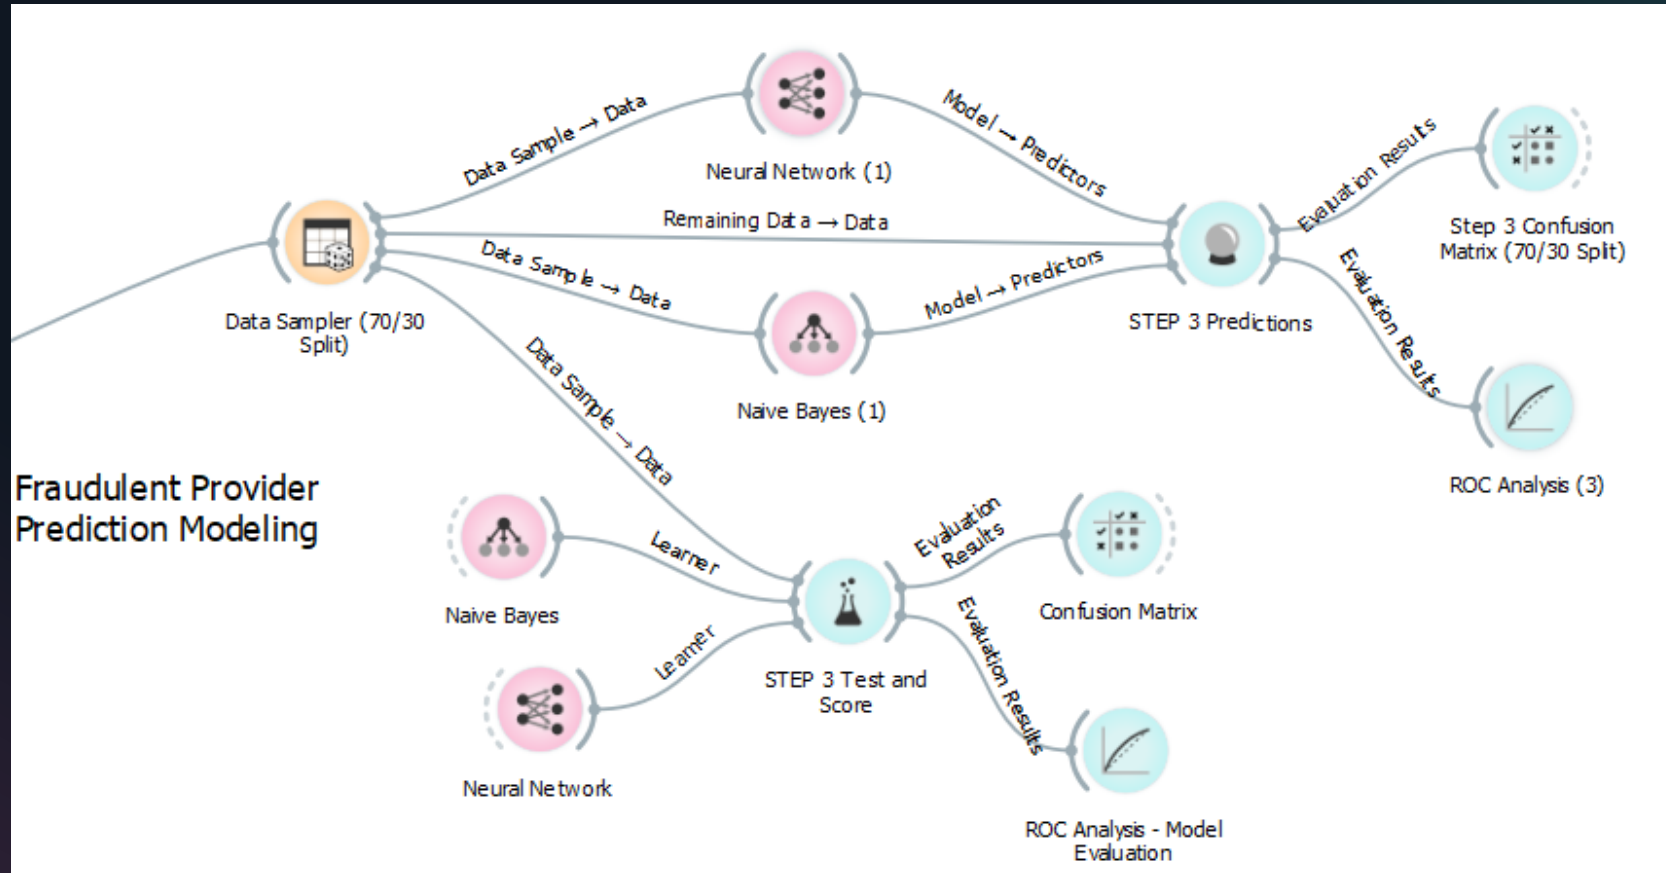 Data Sample → Data
Neural Network (1)
Model → Predictors
Evaluation Results
Step 3 Confusion
Matrix (70/30 Split)
Remaining Data → Data
Data Sampler (70/30
Split)
Data Sample → Data
Naive Bayes (1)
Model → Predictors
STEP 3 Predictions
Evaluation Results
ROC Analysis (3)
Data Sample → Data
Fraudulent Provider
Prediction Modeling
Naive Bayes
Learner
Neural Network
Learner
STEP 3 Test and
Score
Evaluation
Results
Confusion Matrix
Evaluation Results
ROC Analysis - Model
Evaluation